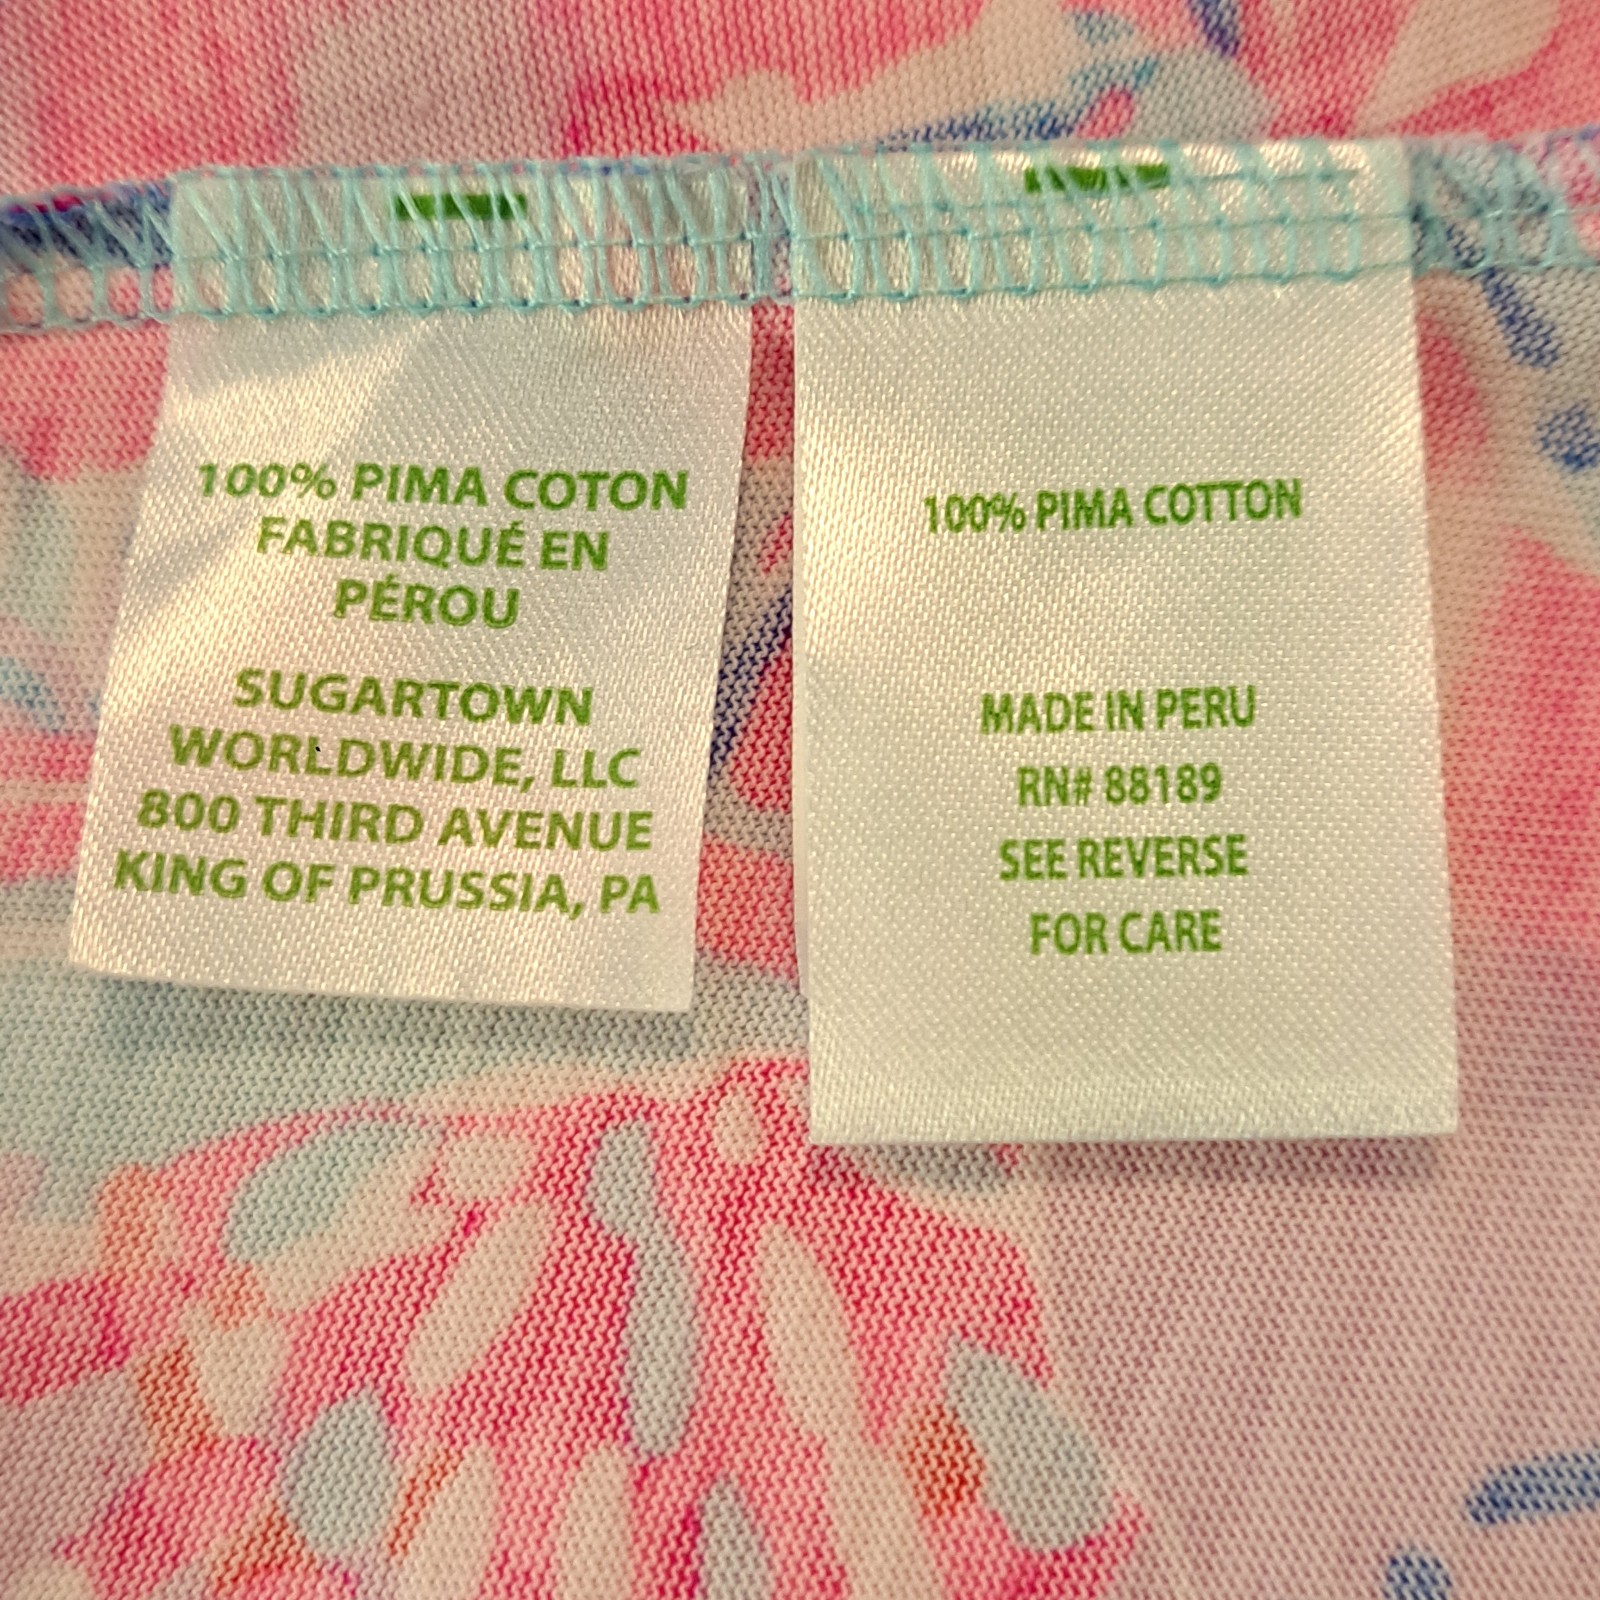 100% PIMA COTON
FABRIQUÉ EN
PÉROU
SUGARTOWN
WORLDWIDE, LLC
800 THIRD AVENUE
KING OF PRUSSIA, PA
100% PIMA COTTON
MADE IN PERU
RN# 88189
SEE REVERSE
FOR CARE